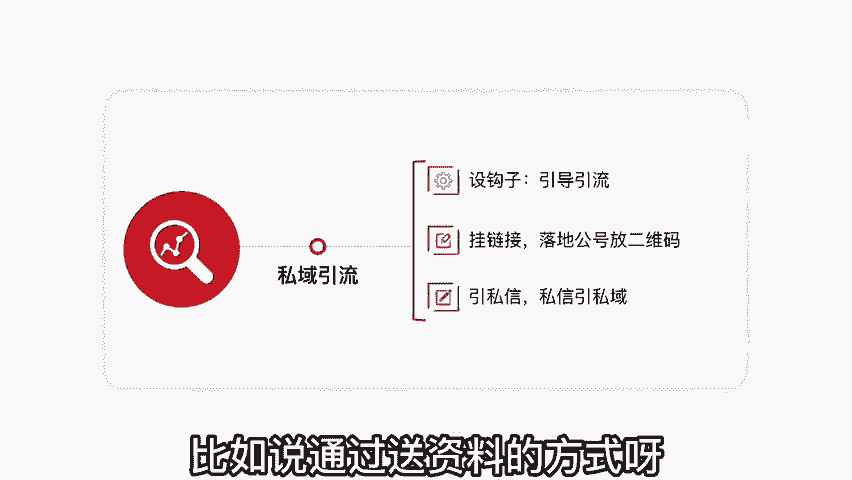 设钩子：引导引流
挂链接，落地公号放二维码
私域引流
引私信，私信引私域
比如说通过送资料的方式呀